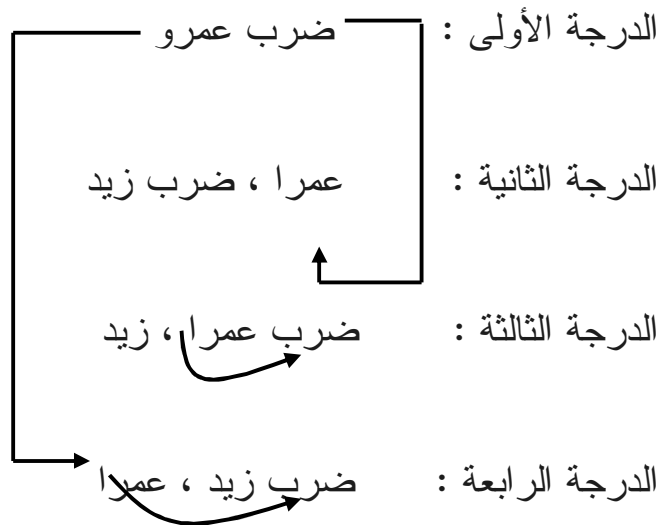 الدرجة الأولى : ضرب عمرو
الدرجة الثانية : عمرا ، ضرب زيد
الدرجة الثالثة : ضرب عمرا ، زيد
الدرجة الرابعة : ضرب زيد ، عمرا